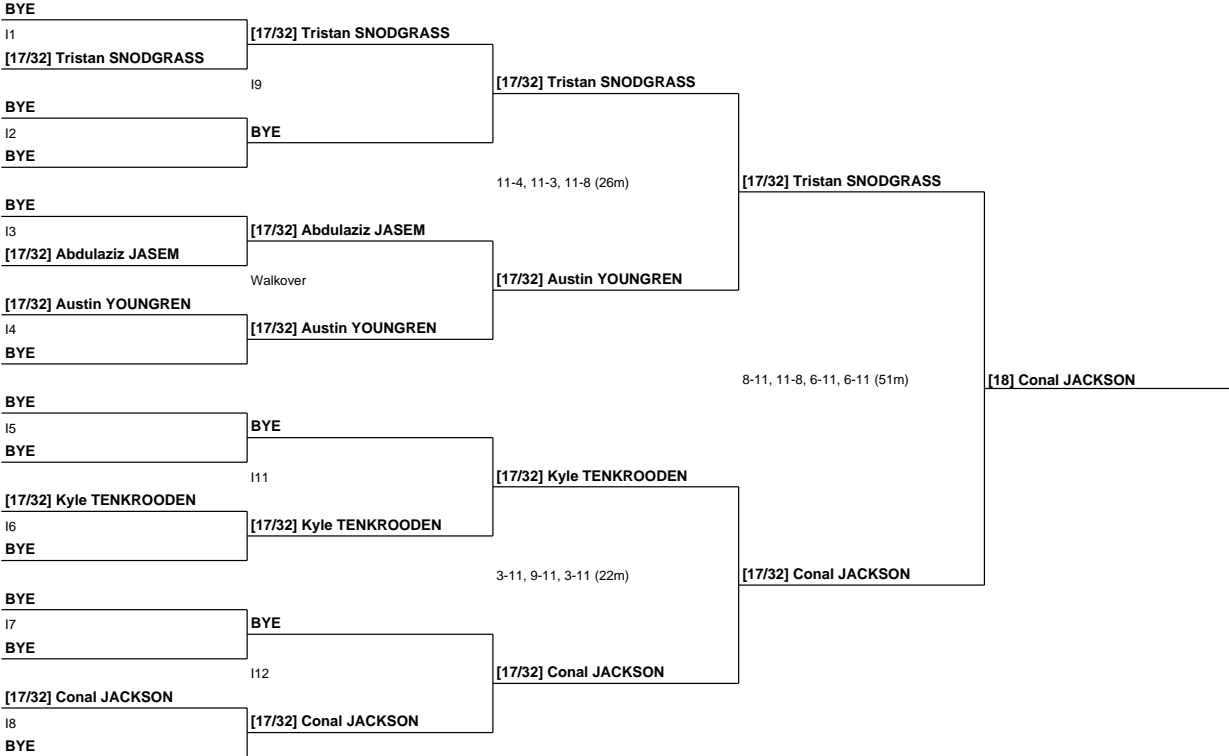 BYE
I1
[17/32] Tristan SNODGRASS
BYE
I2
BYE
BYE
I3
[17/32] Abdulaziz JASEM
[17/32] Austin YOUNGREN
I4
BYE
BYE
I5
BYE
[17/32] Kyle TENKROODEN
I6
BYE
BYE
I7
BYE
[17/32] Conal JACKSON
I8
BYE
[17/32] Tristan SNODGRASS
I9
BYE
[17/32] Abdulaziz JASEM
Walkover
[17/32] Austin YOUNGREN
BYE
I11
[17/32] Kyle TENKROODEN
BYE
I12
[17/32] Conal JACKSON
[17/32] Tristan SNODGRASS
11-4, 11-3, 11-8 (26m)
[17/32] Austin YOUNGREN
[17/32] Kyle TENKROODEN
3-11, 9-11, 3-11 (22m)
[17/32] Conal JACKSON
[17/32] Tristan SNODGRASS
8-11, 11-8, 6-11, 6-11 (51m)
[17/32] Conal JACKSON
[18] Conal JACKSON